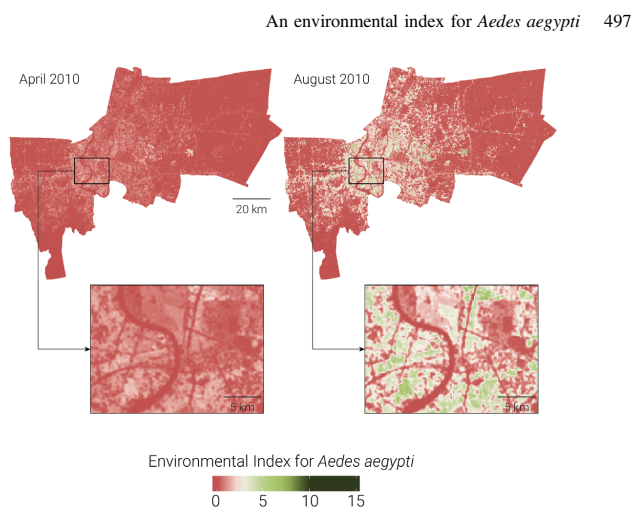 An environmental index for Aedes aegypti 497
April 2010
August 2010
20 km
5 km
5 km
Environmental Index for Aedes aegypti
0 5 10 15